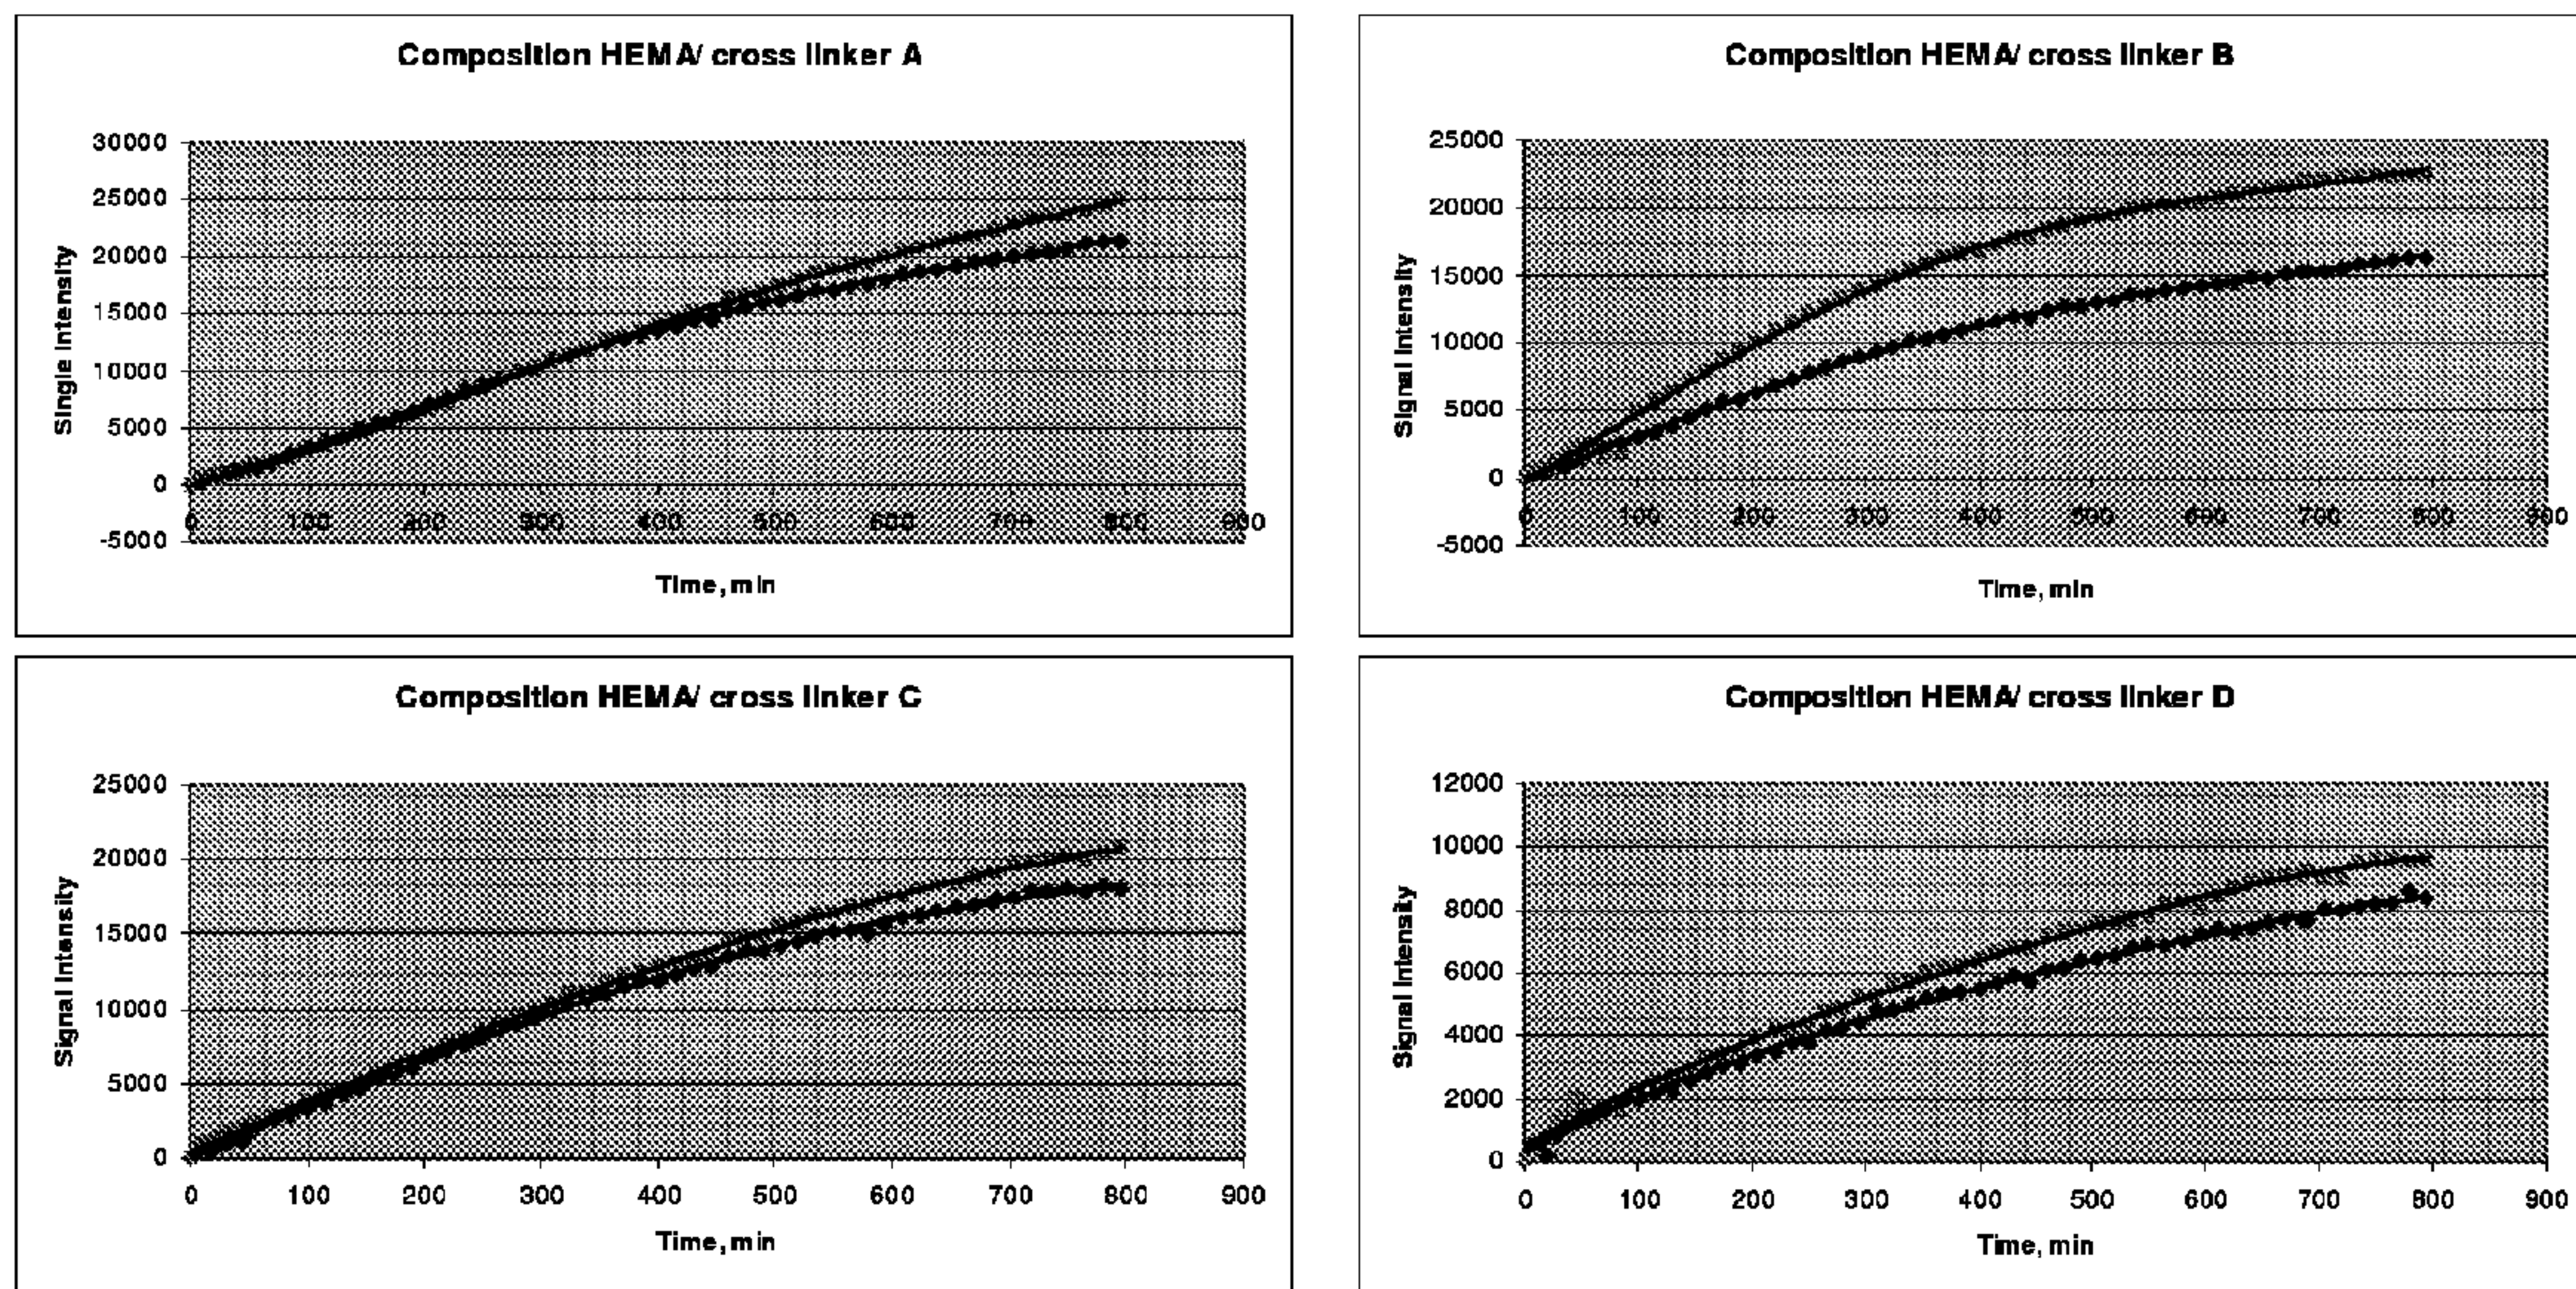 Composition HEMA/ cross linker A
30000
25000
20000
15000
10000
5000
0
-5000
Single Intensity
0 100 200 300 400 500 600 700 800 900
Time, min
Composition HEMA/ cross linker B
25000
20000
15000
10000
5000
0
-5000
Signal Intensity
0 100 200 300 400 500 600 700 800 900
Time, min
Composition HEMA/ cross linker C
25000
20000
15000
10000
5000
0
Signal Intensity
0 100 200 300 400 500 600 700 800 900
Time, min
Composition HEMA/ cross linker D
12000
10000
8000
6000
4000
2000
0
Signal Intensity
0 100 200 300 400 500 600 700 800 900
Time, min